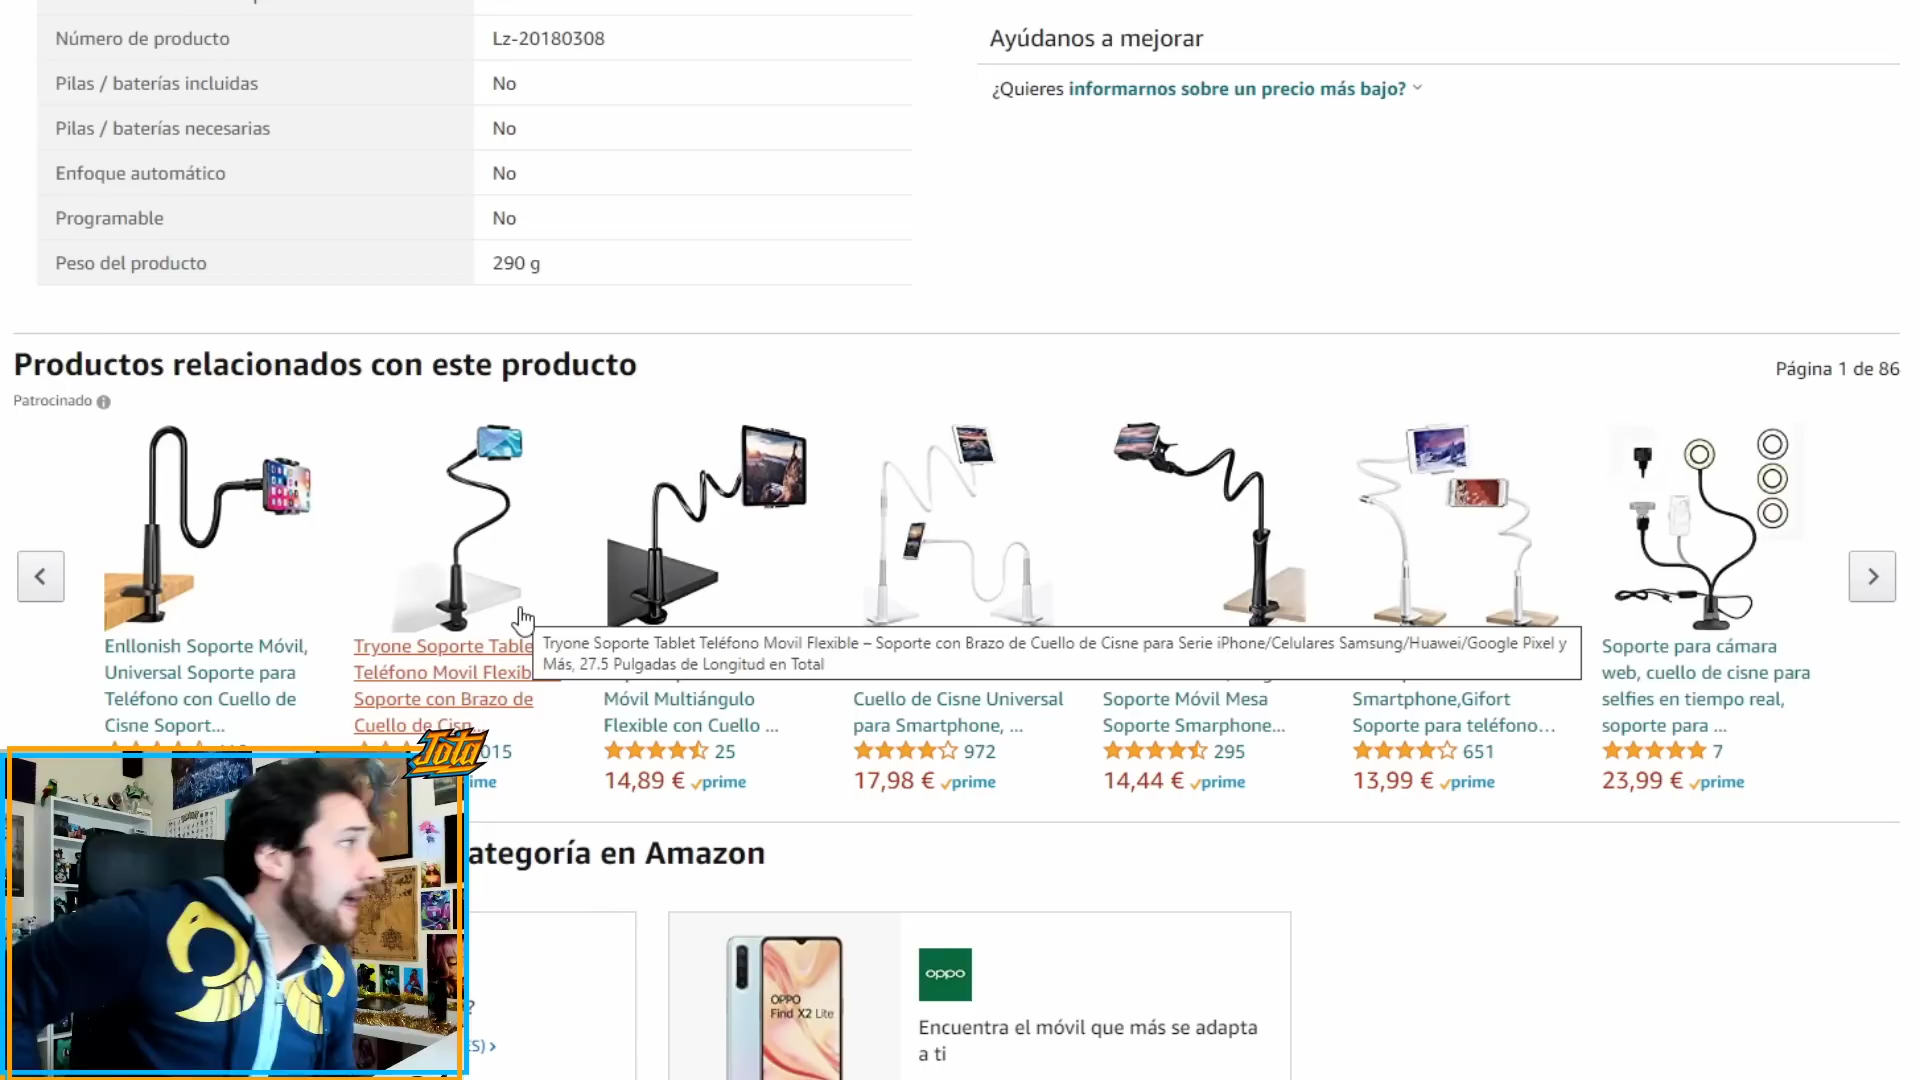 Número de producto
Lz-20180308
Pilas / baterías incluidas
No
Pilas / baterías necesarias
No
Enfoque automático
No
Programable
No
Peso del producto
290 g
Ayúdanos a mejorar
¿Quieres informarnos sobre un precio más bajo?
Productos relacionados con este producto
Página 1 de 86
Patrocinado
Enllonish Soporte Móvil,
Universal Soporte para
Teléfono con Cuello de
Cisne Soport...
Tryone Soporte Table
Teléfono Movil Flexib
Soporte con Brazo de
Cuello de Cisn...
015
Tryone Soporte Tablet Teléfono Movil Flexible – Soporte con Brazo de Cuello de Cisne para Serie iPhone/Celulares Samsung/Huawei/Google Pixel y
Más, 27.5 Pulgadas de Longitud en Total
Móvil Multiángulo
Flexible con Cuello ...
25
14,89 € prime
Cuello de Cisne Universal
para Smartphone, ...
972
17,98 € prime
Soporte Móvil Mesa
Soporte Smarphone...
295
14,44 € prime
Smartphone,Gifort
Soporte para teléfono...
651
13,99 € prime
Soporte para cámara
web, cuello de cisne para
selfies en tiempo real,
soporte para ...
7
23,99 € prime
Jota
ategoría en Amazon
OPPO
Find X2 Lite
oppo
Encuentra el móvil que más se adapta
a ti